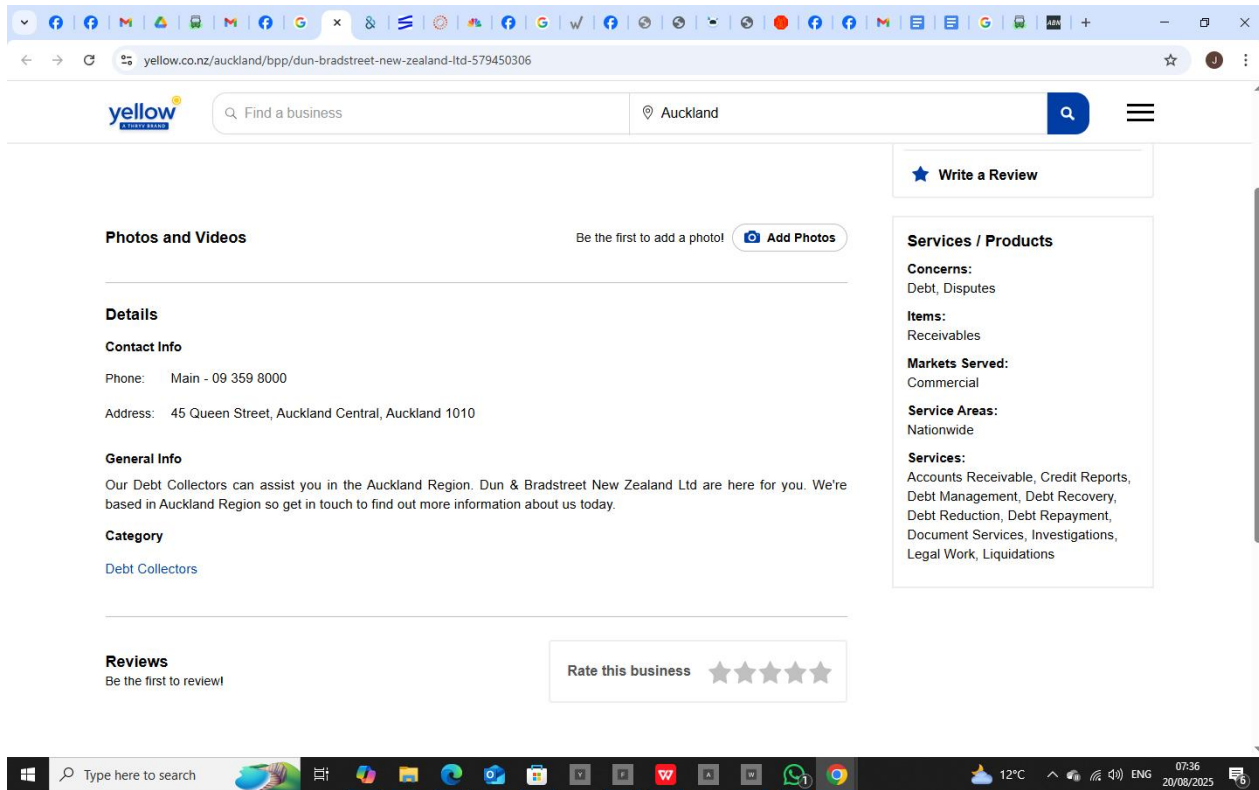 yellow.co.nz/auckland/bpp/dun-bradstreet-new-zealand-ltd-579450306
J
yellow
A THRYV BRAND
Find a business
Auckland
Write a Review
Photos and Videos
Be the first to add a photo!
Add Photos
Details
Contact Info
Phone: Main - 09 359 8000
Address: 45 Queen Street, Auckland Central, Auckland 1010
General Info
Our Debt Collectors can assist you in the Auckland Region. Dun & Bradstreet New Zealand Ltd are here for you. We're
based in Auckland Region so get in touch to find out more information about us today.
Category
Debt Collectors
Reviews
Be the first to review!
Rate this business
Services / Products
Concerns:
Debt, Disputes
Items:
Receivables
Markets Served:
Commercial
Service Areas:
Nationwide
Services:
Accounts Receivable, Credit Reports,
Debt Management, Debt Recovery,
Debt Reduction, Debt Repayment,
Document Services, Investigations,
Legal Work, Liquidations
Type here to search
12°C
ENG
07:36
20/08/2025